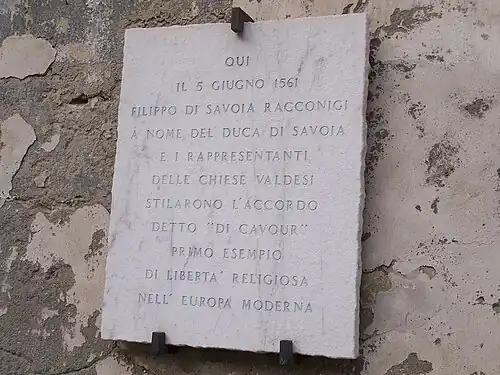 QUI
IL 5 GIUGNO 1561
FILIPPO DI SAVOIA RACCONIGI
A NOME DEL DUCA DI SAVOIA
E I RAPPRESENTANTI
DELLE CHIESE VALDESI
STILARONO L'ACCORDO
DETTO "DI CAVOUR"
PRIMO ESEMPIO
DI LIBERTA' RELIGIOSA
NELL' EUROPA MODERNA